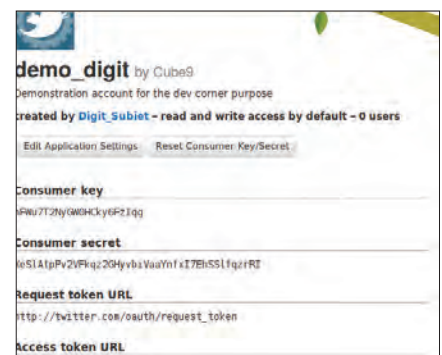 demo_digit by Cube9
Demonstration account for the dev corner purpose
created by Digit_Subiet – read and write access by default – 0 users
Edit Application Settings Reset Consumer Key/Secret
Consumer key
Consumer secret
Request token URL
http://twitter.com/oauth/request_token
Access token URL